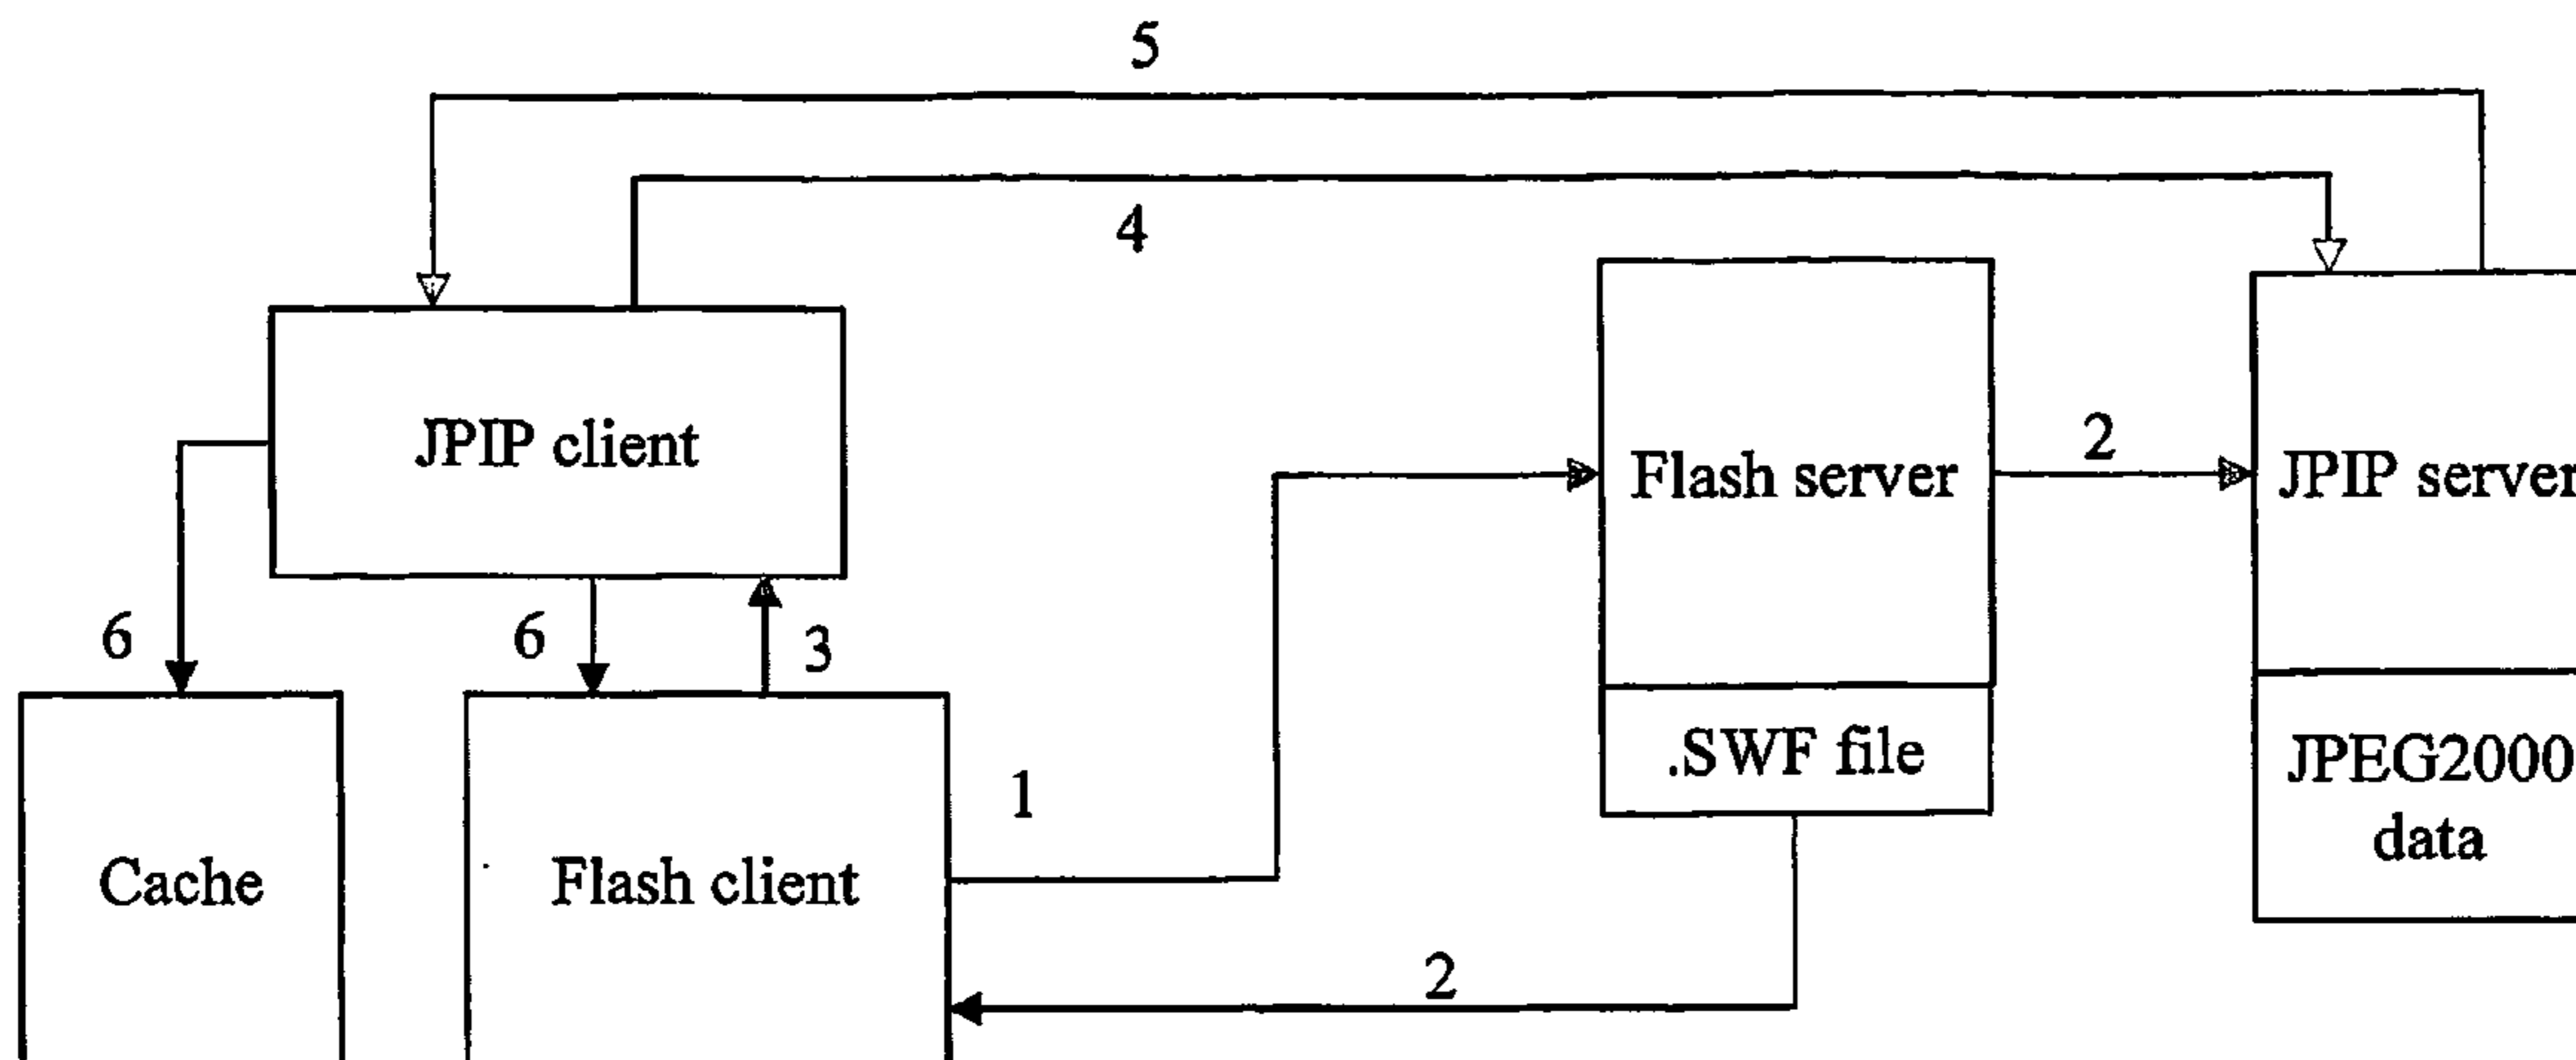 5
4
JPIP client
Flash server
2
JPIP server
6
6
3
.SWF file
JPEG2000
data
1
Cache
Flash client
2